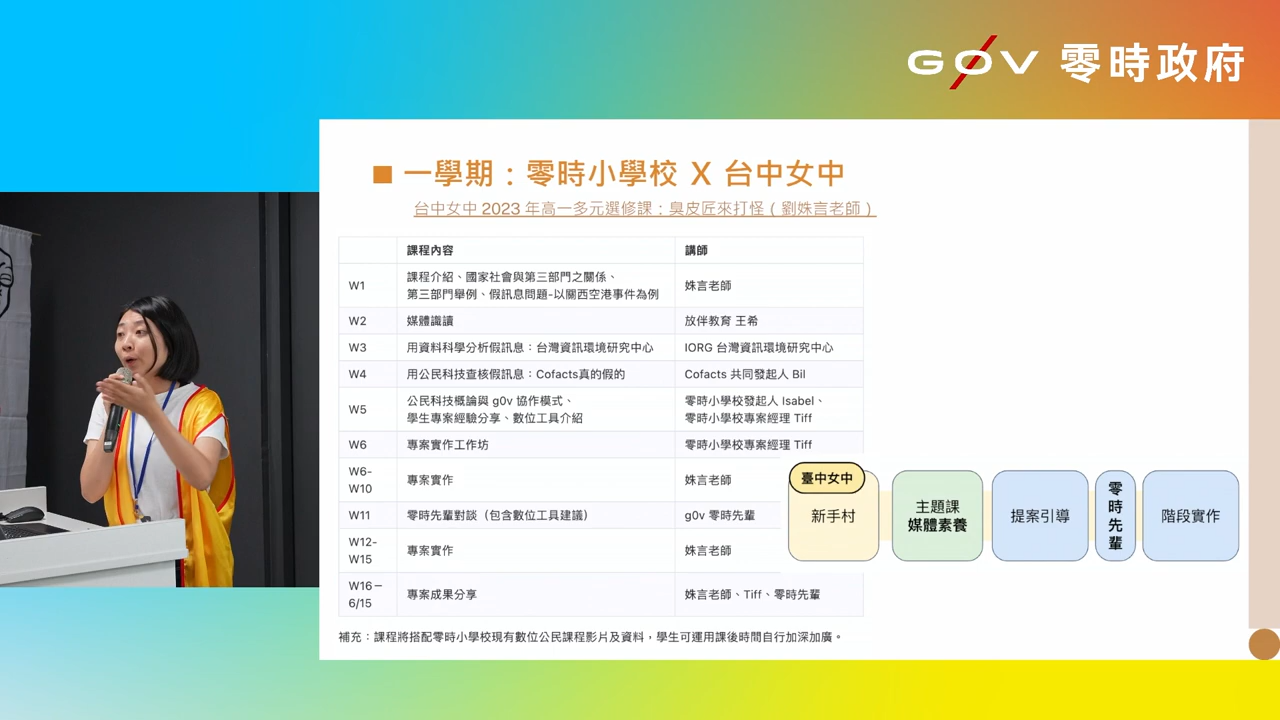 GOV 零時政府
■ 一學期：零時小學校 X 台中女中
台中女中 2023 年高一多元選修課：臭皮匠來打怪（劉姝言老師）
課程內容 講師
W1 課程介紹、國家社會與第三部門之關係、 姝言老師
第三部門舉例、假訊息問題-以關西空港事件為例
W2 媒體識讀 放伴教育 王希
W3 用資料科學分析假訊息：台灣資訊環境研究中心 IORG 台灣資訊環境研究中心
W4 用公民科技查核假訊息：Cofacts真的假的 Cofacts 共同發起人 Bil
W5 公民科技概論與 g0v 協作模式、 零時小學校發起人 Isabel、
學生專案經驗分享、數位工具介紹 零時小學校專案經理 Tiff
W6 專案實作工作坊 零時小學校專案經理 Tiff
W6-
W10 專案實作 姝言老師
W11 零時先輩對談（包含數位工具建議） g0v 零時先輩
W12-
W15 專案實作 姝言老師
W16－
6/15 專案成果分享 姝言老師、Tiff、零時先輩
補充：課程將搭配零時小學校現有數位公民課程影片及資料，學生可運用課後時間自行加深加廣。
臺中女中
新手村
主題課
媒體素養
提案引導
零時先輩
階段實作